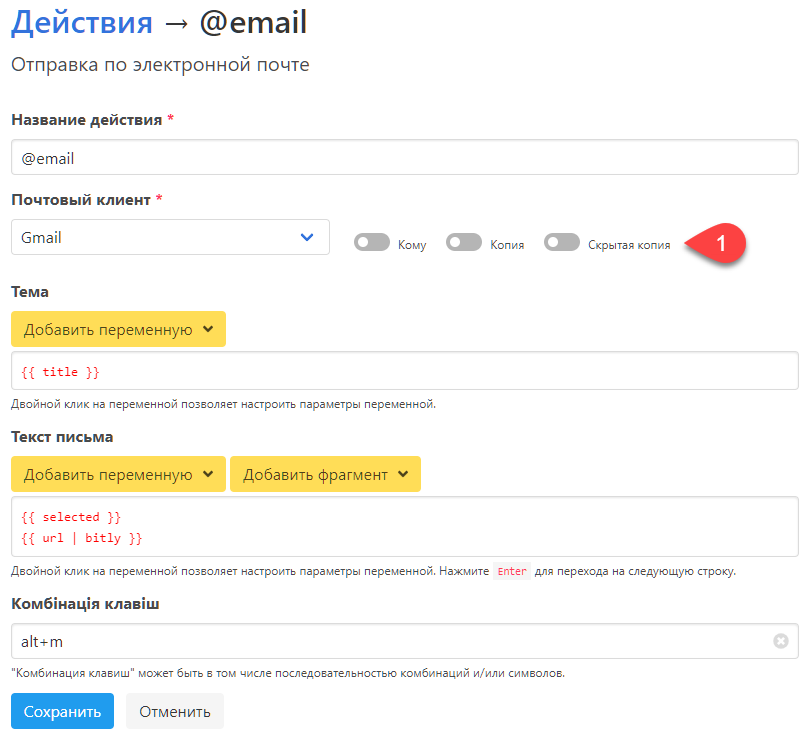 Действия → @email
Отправка по электронной почте
Название действия *
@email
Почтовый клиент *
Gmail Кому Копия Скрытая копия 1
Тема
Добавить переменную
{{ title }}
Двойной клик на переменной позволяет настроить параметры переменной.
Текст письма
Добавить переменную Добавить фрагмент
{{ selected }}
{{ url | bitly }}
Двойной клик на переменной позволяет настроить параметры переменной. Нажмите Enter для перехода на следующую строку.
Комбінація клавіш
alt+m
"Комбинация клавиш" может быть в том числе последовательностью комбинаций и/или символов.
Сохранить Отменить